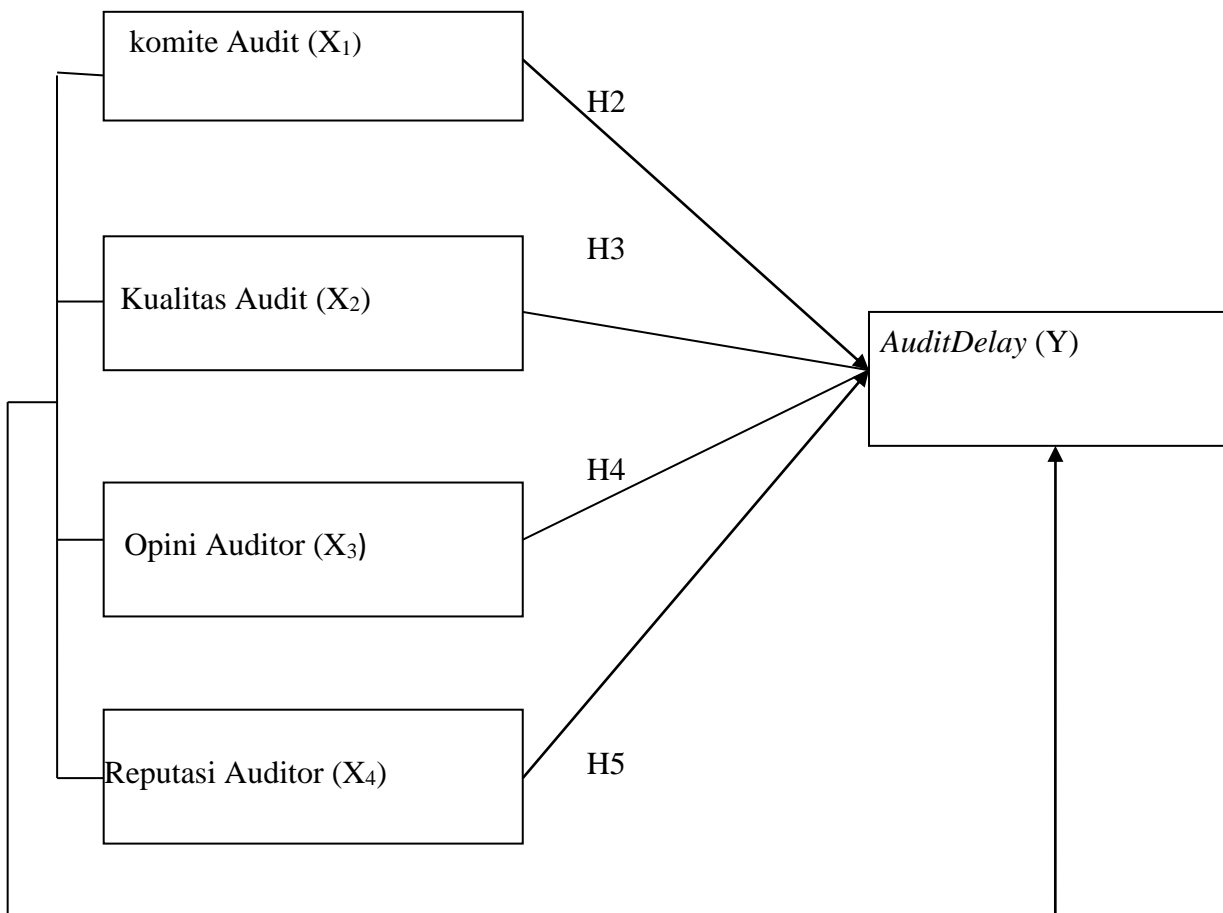 komite Audit (X₁)
H2
H3
Kualitas Audit (X₂)
AuditDelay (Y)
H4
Opini Auditor (X₃)
Reputasi Auditor (X₄)
H5